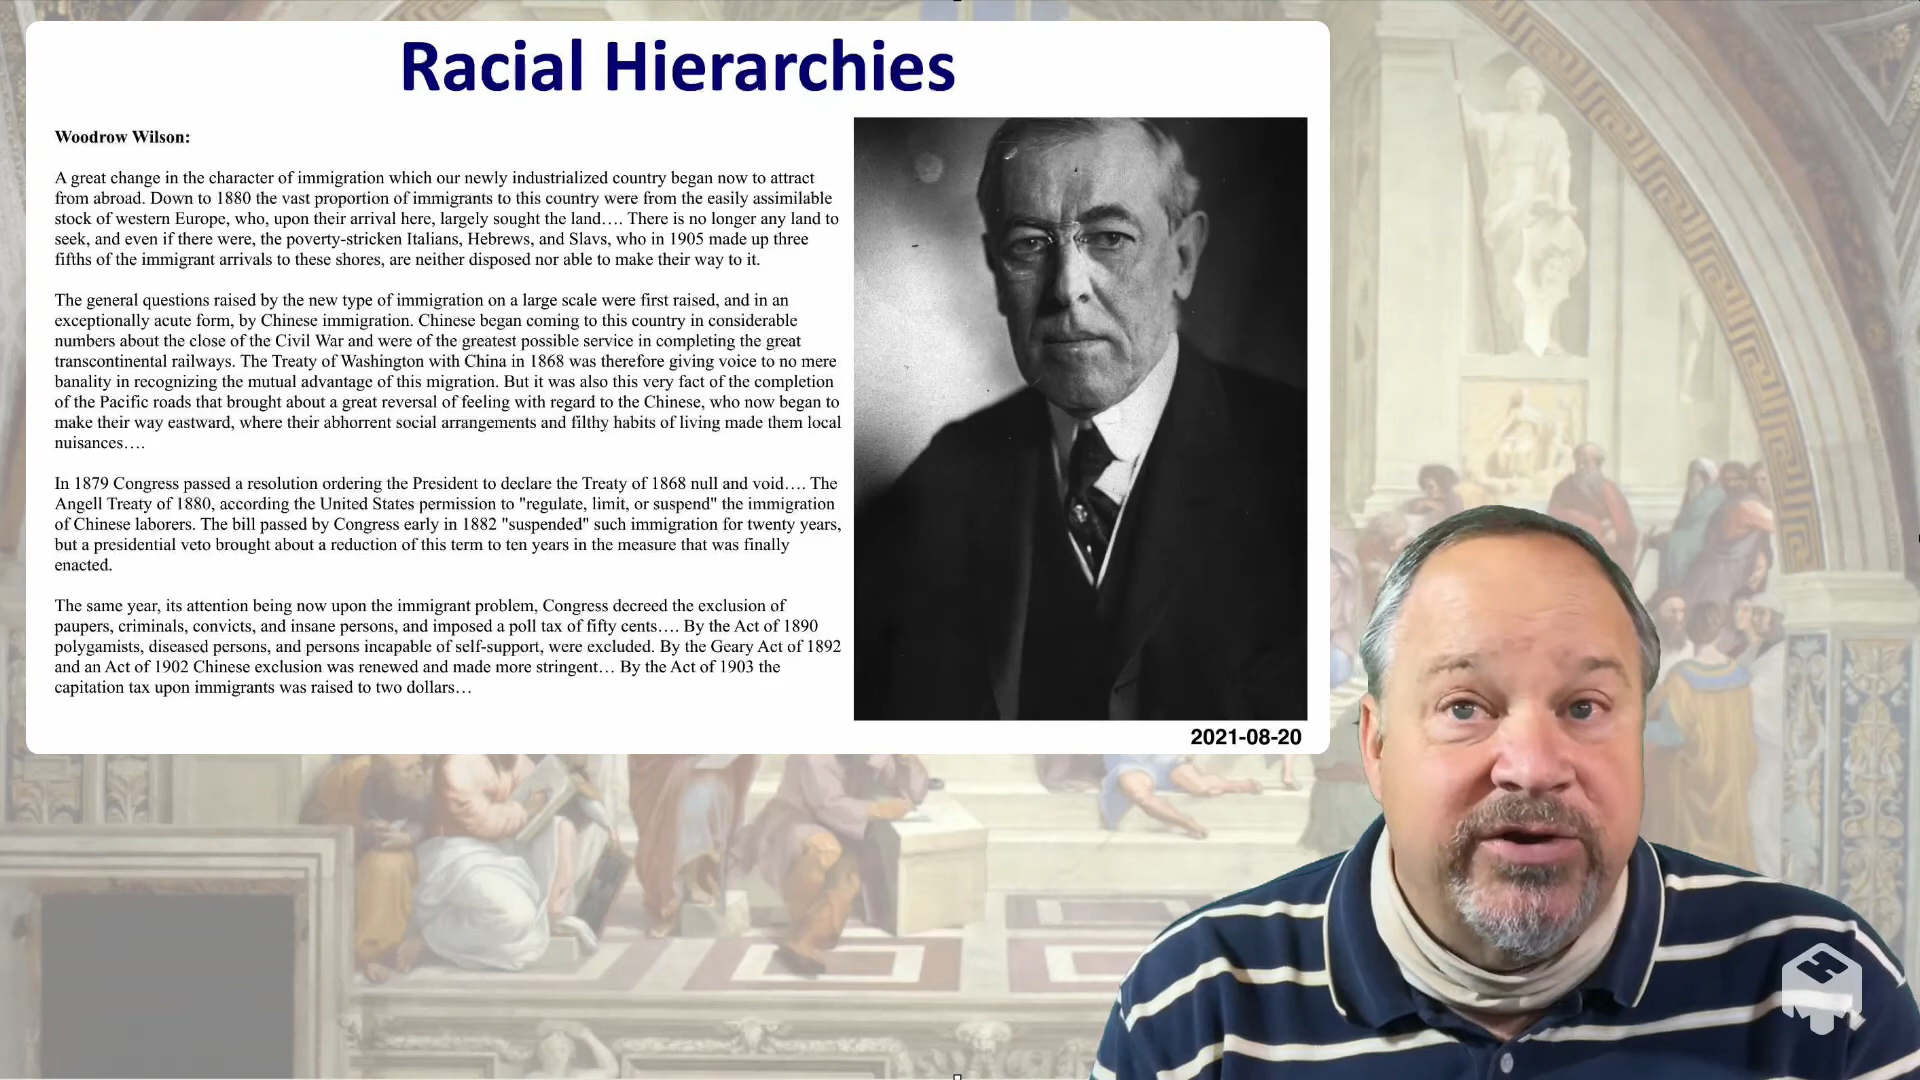 Racial Hierarchies
Woodrow Wilson:
A great change in the character of immigration which our newly industrialized country began now to attract
from abroad. Down to 1880 the vast proportion of immigrants to this country were from the easily assimilable
stock of western Europe, who, upon their arrival here, largely sought the land…. There is no longer any land to
seek, and even if there were, the poverty-stricken Italians, Hebrews, and Slavs, who in 1905 made up three
fifths of the immigrant arrivals to these shores, are neither disposed nor able to make their way to it.
The general questions raised by the new type of immigration on a large scale were first raised, and in an
exceptionally acute form, by Chinese immigration. Chinese began coming to this country in considerable
numbers about the close of the Civil War and were of the greatest possible service in completing the great
transcontinental railways. The Treaty of Washington with China in 1868 was therefore giving voice to no mere
banality in recognizing the mutual advantage of this migration. But it was also this very fact of the completion
of the Pacific roads that brought about a great reversal of feeling with regard to the Chinese, who now began to
make their way eastward, where their abhorrent social arrangements and filthy habits of living made them local
nuisances….
In 1879 Congress passed a resolution ordering the President to declare the Treaty of 1868 null and void…. The
Angell Treaty of 1880, according the United States permission to "regulate, limit, or suspend" the immigration
of Chinese laborers. The bill passed by Congress early in 1882 "suspended" such immigration for twenty years,
but a presidential veto brought about a reduction of this term to ten years in the measure that was finally
enacted.
The same year, its attention being now upon the immigrant problem, Congress decreed the exclusion of
paupers, criminals, convicts, and insane persons, and imposed a poll tax of fifty cents…. By the Act of 1890
polygamists, diseased persons, and persons incapable of self-support, were excluded. By the Geary Act of 1892
and an Act of 1902 Chinese exclusion was renewed and made more stringent… By the Act of 1903 the
capitation tax upon immigrants was raised to two dollars…
2021-08-20